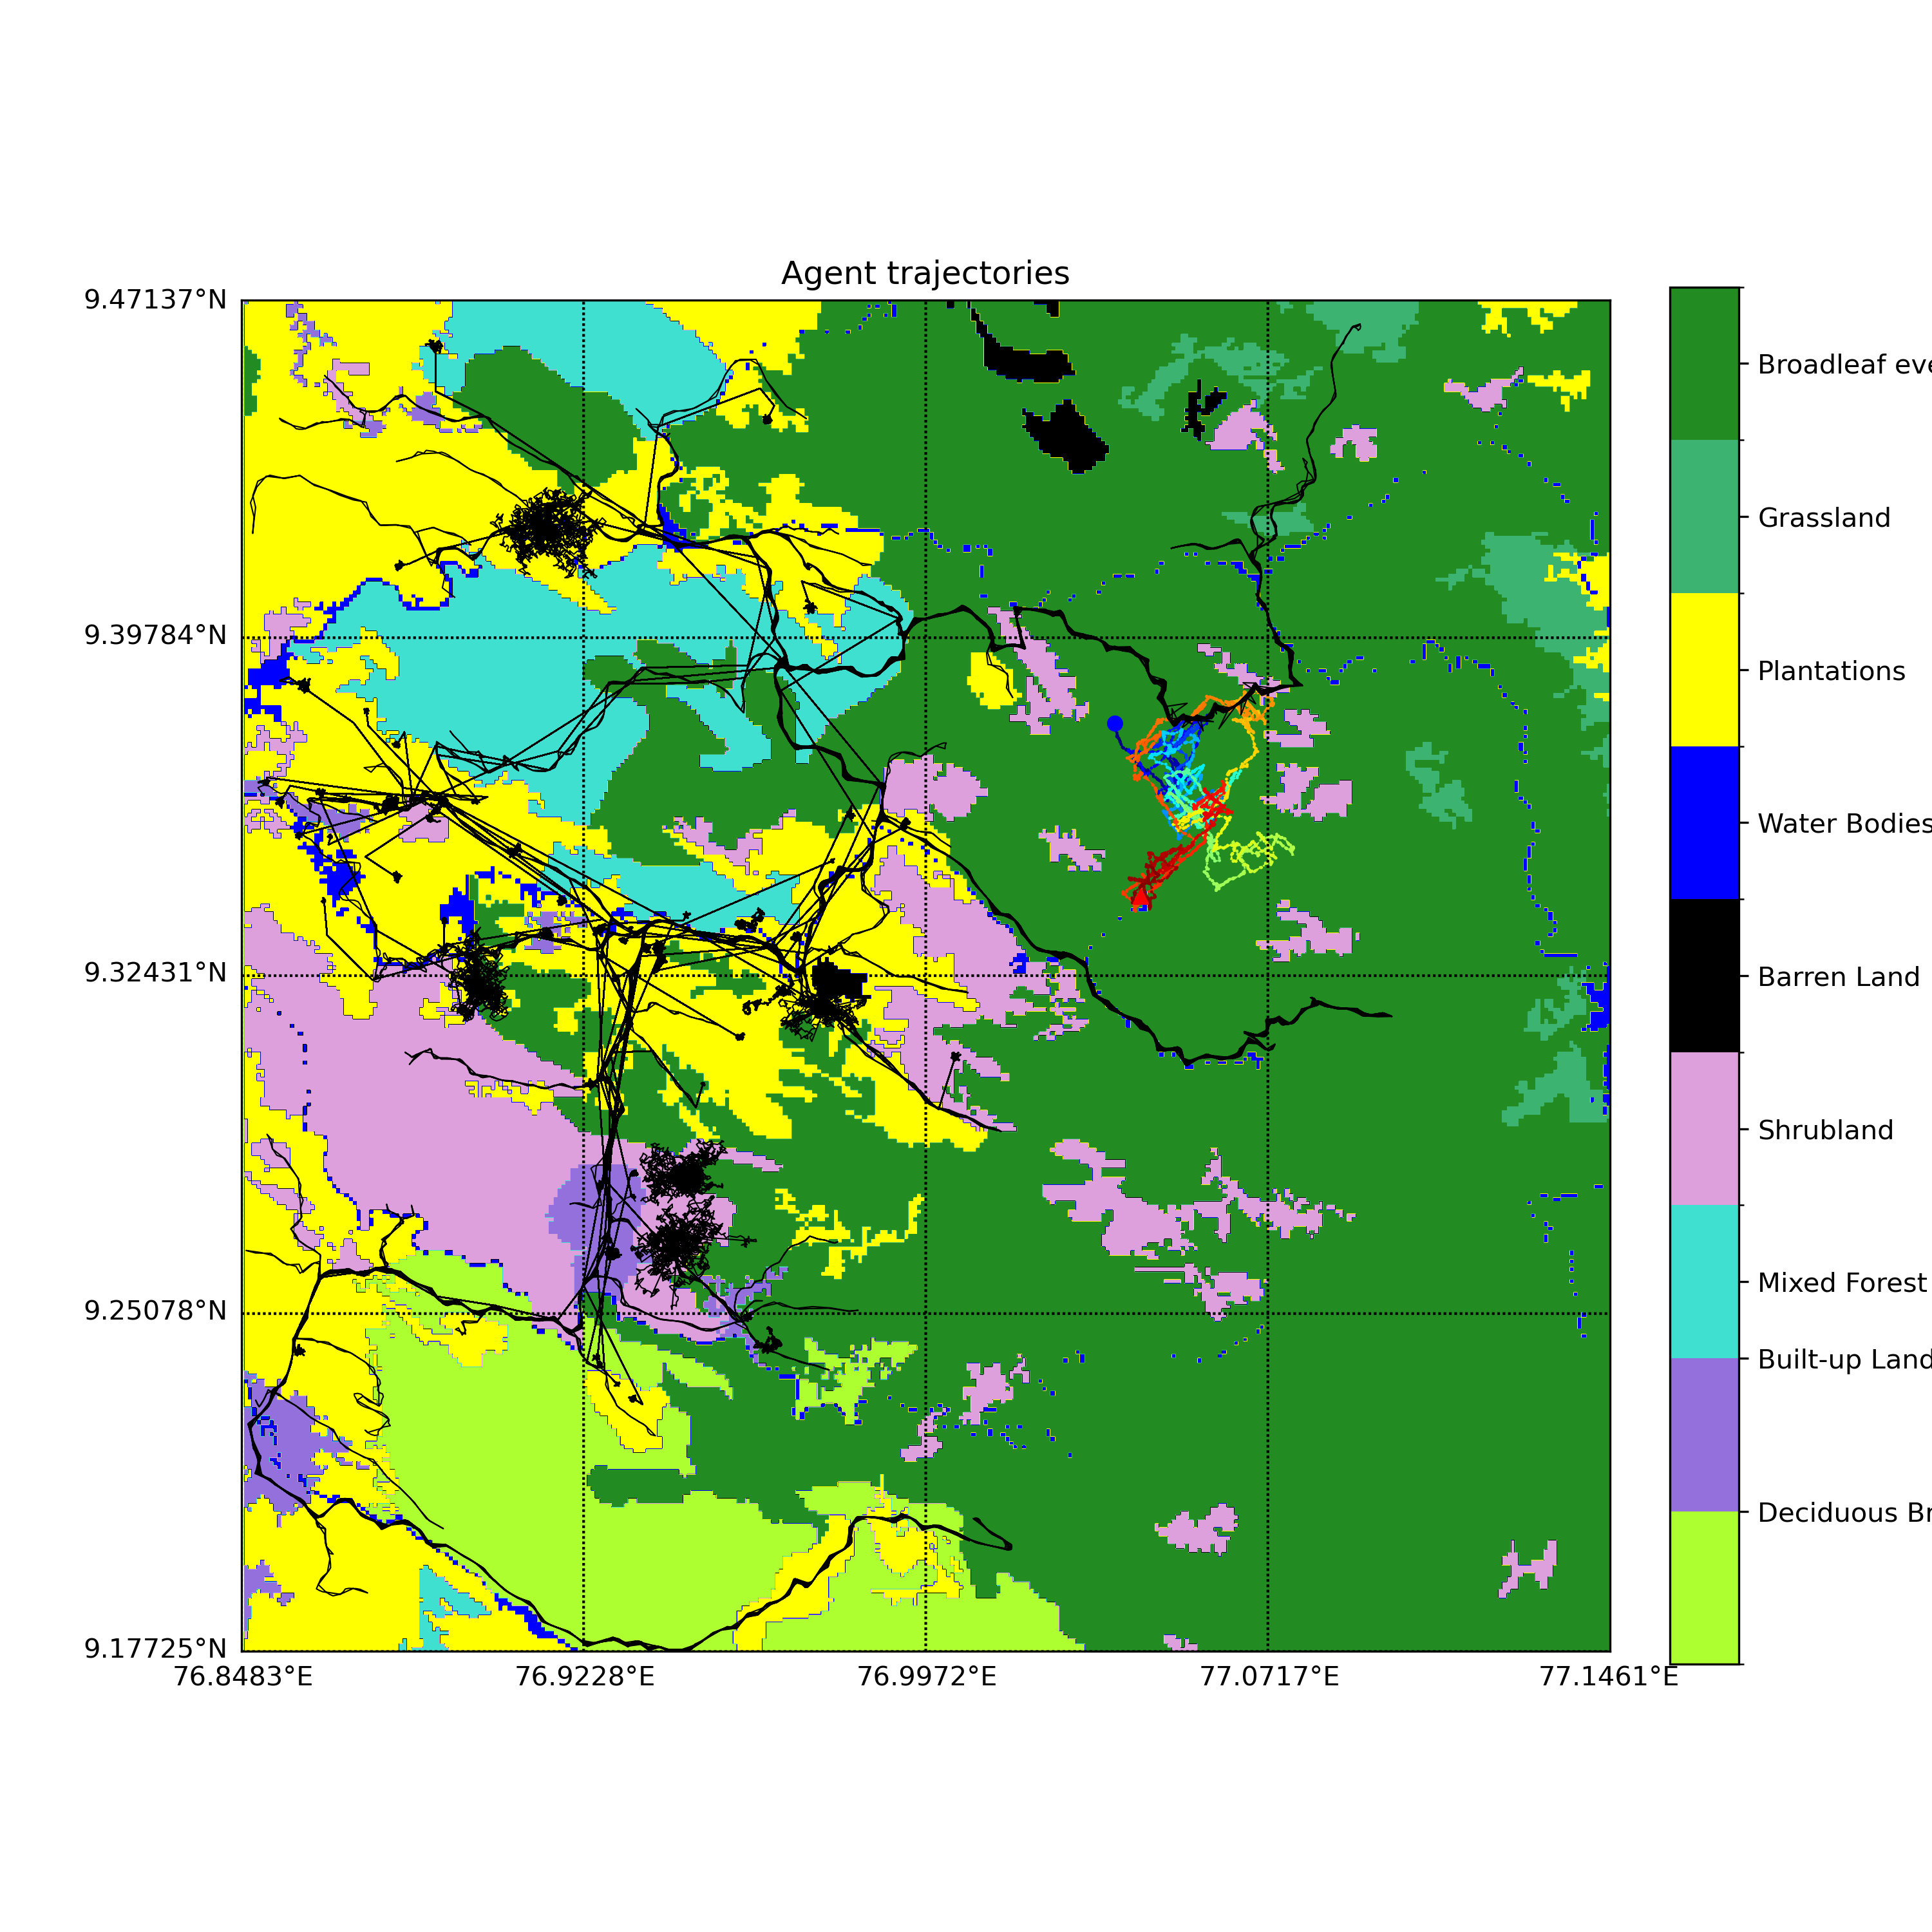 Agent trajectories
9.47137°N
9.39784°N
9.32431°N
9.25078°N
9.17725°N
76.8483°E
76.9228°E
76.9972°E
77.0717°E
77.1461°E
Broadleaf eve
Grassland
Plantations
Water Bodies
Barren Land
Shrubland
Mixed Forest
Built-up Land
Deciduous Br